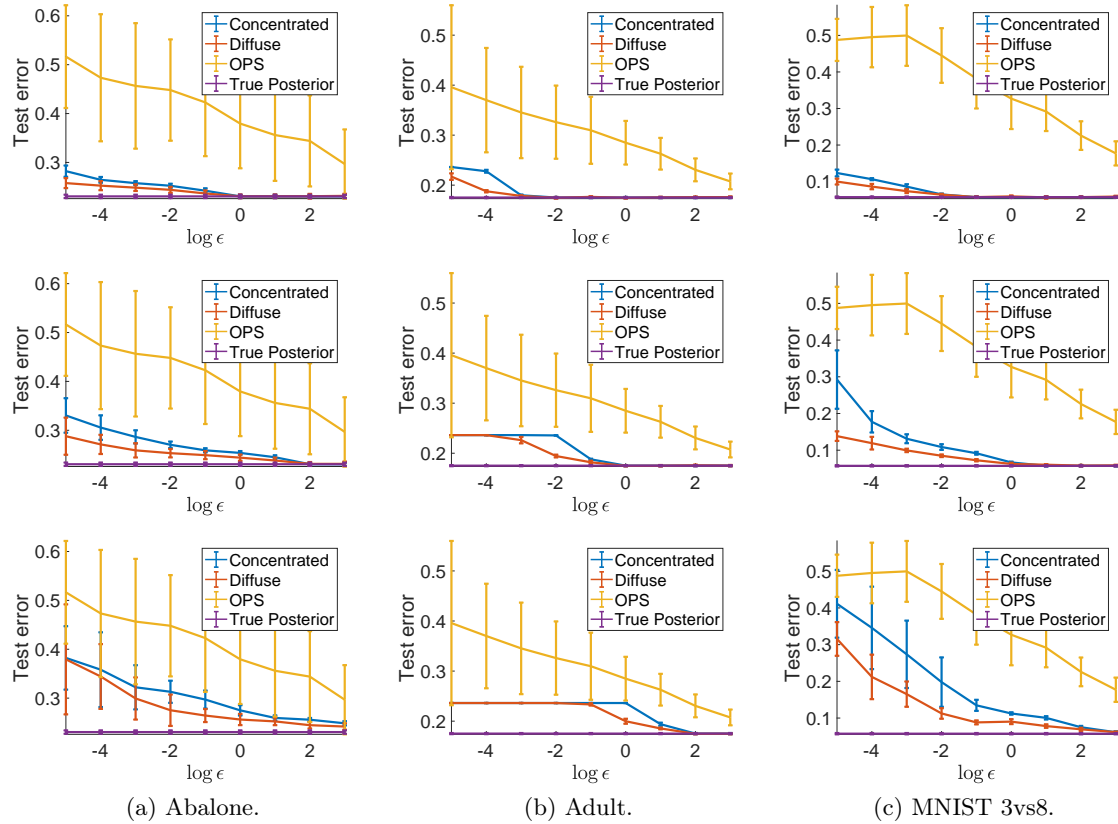 Test error
0.6
0.5
0.4
0.3
Concentrated
Diffuse
OPS
True Posterior
-4 -2 0 2
log ϵ
Test error
0.5
0.4
0.3
0.2
Concentrated
Diffuse
OPS
True Posterior
-4 -2 0 2
log ϵ
Test error
0.5
0.4
0.3
0.2
0.1
Concentrated
Diffuse
OPS
True Posterior
-4 -2 0 2
log ϵ
Test error
0.6
0.5
0.4
0.3
Concentrated
Diffuse
OPS
True Posterior
-4 -2 0 2
log ϵ
Test error
0.5
0.4
0.3
0.2
Concentrated
Diffuse
OPS
True Posterior
-4 -2 0 2
log ϵ
Test error
0.5
0.4
0.3
0.2
0.1
Concentrated
Diffuse
OPS
True Posterior
-4 -2 0 2
log ϵ
Test error
0.6
0.5
0.4
0.3
Concentrated
Diffuse
OPS
True Posterior
-4 -2 0 2
log ϵ
Test error
0.5
0.4
0.3
0.2
Concentrated
Diffuse
OPS
True Posterior
-4 -2 0 2
log ϵ
Test error
0.5
0.4
0.3
0.2
0.1
Concentrated
Diffuse
OPS
True Posterior
-4 -2 0 2
log ϵ
(a) Abalone.
(b) Adult.
(c) MNIST 3vs8.